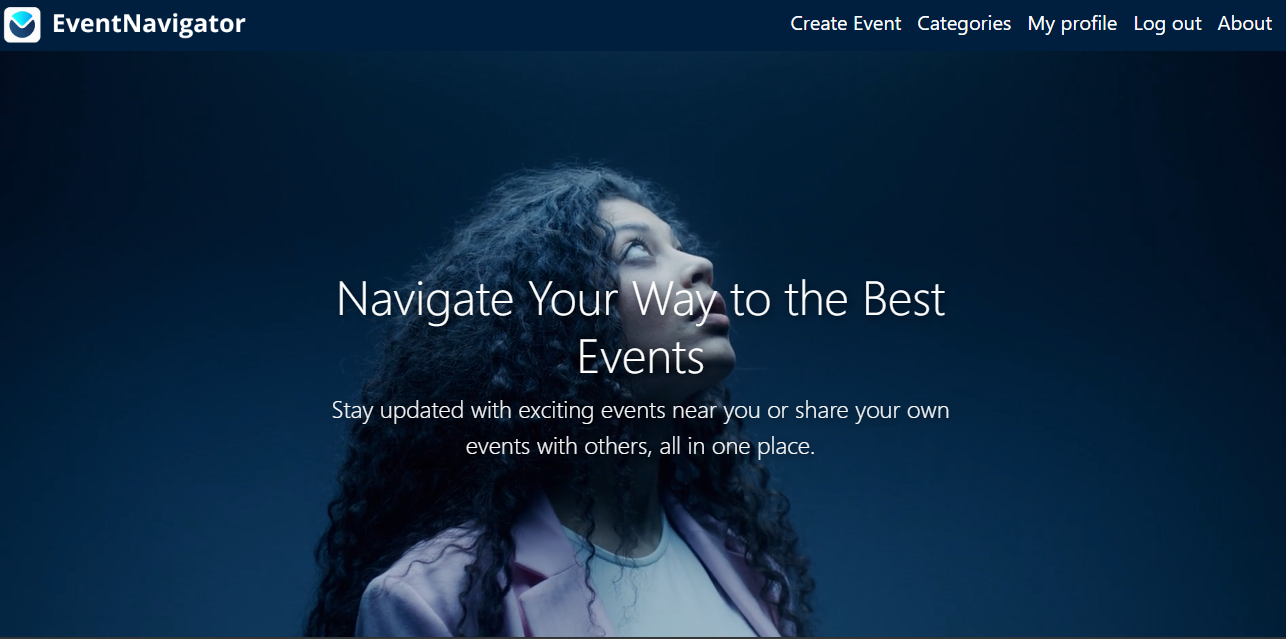 EventNavigator
Create Event Categories My profile Log out About
Navigate Your Way to the Best
Events
Stay updated with exciting events near you or share your own
events with others, all in one place.